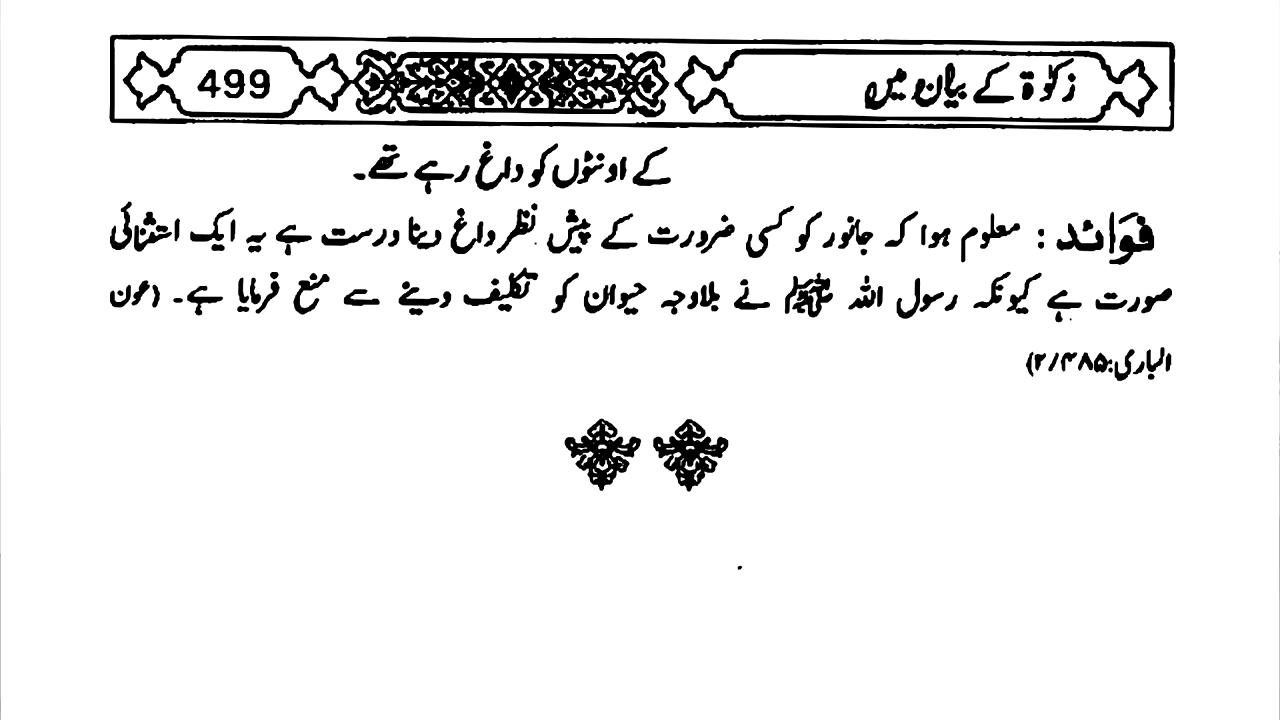 زکوٰۃ کے بیان میں 499
کے اونٹوں کو داغ رہے تھے۔
فوائد : معلوم ہوا کہ جانور کو کسی ضرورت کے پیش نظر داغ دینا درست ہے یہ ایک استثنائی
صورت ہے کیونکہ رسول اللہ ﷺ نے بلاوجہ حیوان کو تکلیف دینے سے منع فرمایا ہے۔ (عون
الباری:۲/۴۸۵)